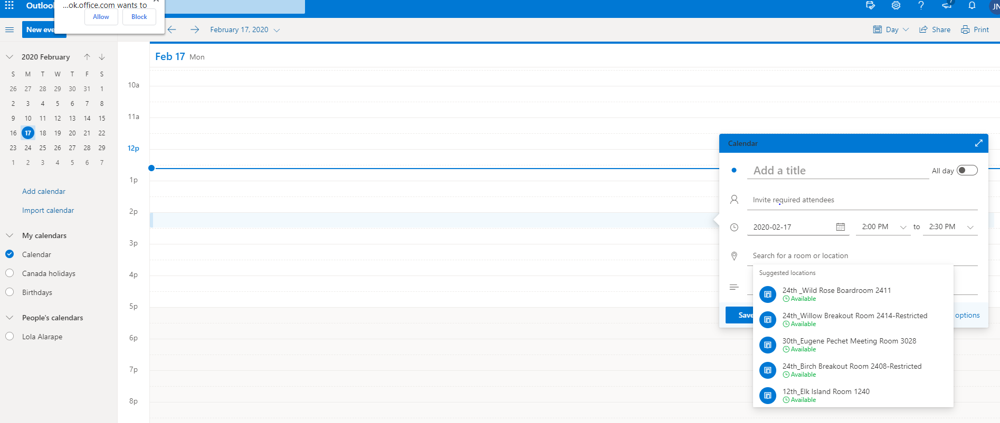 Outloo
...ok.office.com wants to
Allow Block
7
JN
New eve
February 17, 2020
Day Share Print
2020 February
S M T W T F S
26 27 28 29 30 31 1
2 3 4 5 6 7 8
9 10 11 12 13 14 15
16 17 18 19 20 21 22
23 24 25 26 27 28 29
1 2 3 4 5 6 7
Add calendar
Import calendar
My calendars
Calendar
Canada holidays
Birthdays
People's calendars
Lola Alarape
Feb 17 Mon
10a
11a
12p
1p
2p
3p
4p
5p
6p
7p
8p
Calendar
Add a title All day
Invite required attendees
2020-02-17 2:00 PM to 2:30 PM
Search for a room or location
Suggested locations
24th _Wild Rose Boardroom 2411
Available
24th_Willow Breakout Room 2414-Restricted
Available
30th_Eugene Pechet Meeting Room 3028
Available
24th_Birch Breakout Room 2408-Restricted
Available
12th_Elk Island Room 1240
Available
Save options